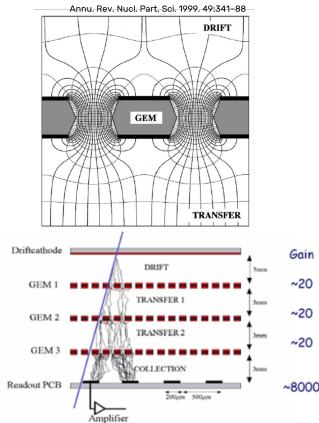 Annu. Rev. Nucl. Part. Sci. 1999. 49:341–88
DRIFT
GEM
TRANSFER
Driftcathode
DRIFT
3mm
Gain
GEM 1
~20
TRANSFER 1
3mm
GEM 2
~20
TRANSFER 2
3mm
GEM 3
~20
COLLECTION
3mm
Readout PCB
~8000
200μm
500μm
Amplifier